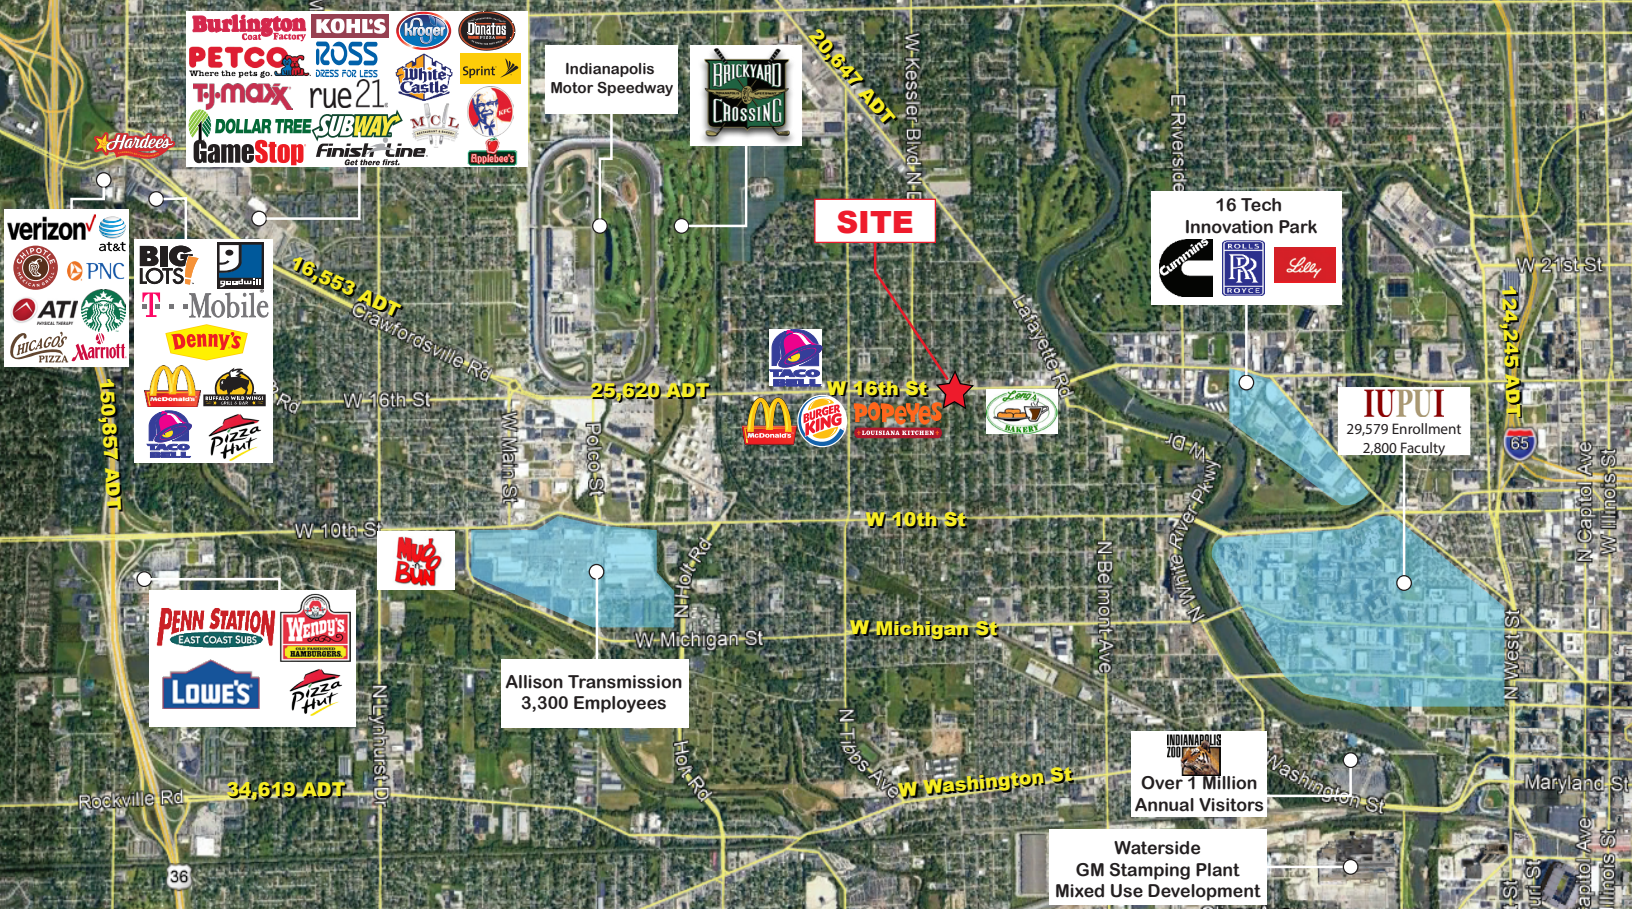 Burlington
Coat Factory
KOHL'S
Kroger
Donatos
PIZZA
PETCO
Where the pets go.
ROSS
DRESS FOR LESS
White
Castle
Sprint
T.J.maxx
rue21
KFC
DOLLAR TREE
SUBWAY
MCL
GameStop
Finish Line
Get there first.
Applebee's
Hardee's
verizon
at&t
CHIPOTLE
MEXICAN GRILL
PNC
ATI
PHYSICAL THERAPY
CHICAGO'S
PIZZA
Marriott
BIG
LOTS!
goodwill
T-Mobile
Denny's
McDonald's
BUFFALO WILD WINGS
GRILL & BAR
TACO
BELL
Pizza
Hut
Indianapolis
Motor Speedway
BRICKYARD
CROSSING
20,647 ADT
W Kessler Blvd N
E Riverside
SITE
16 Tech
Innovation Park
Cummins
ROLLS
RR
ROYCE
Lilly
W 21st St
124,245 ADT
16,553 ADT
Crawfordsville Rd
Lafayette Rd
TACO
BELL
25,620 ADT
W 16th St
W 16th St
Rd
McDonald's
BURGER
KING
POPEYES
LOUISIANA KITCHEN
Long's
BAKERY
IUPUI
29,579 Enrollment
2,800 Faculty
65
150,857 ADT
W Main St
Polco St
N Capitol Ave
W Illinois St
W 10th St
W 10th St
Mug
BUN
N Holt Rd
N Belmont Ave
N White River Pkwy W Dr
PENN STATION
EAST COAST SUBS
WENDY'S
OLD FASHIONED
HAMBURGERS
LOWE'S
Pizza
Hut
W Michigan St
W Michigan St
N West St
Allison Transmission
3,300 Employees
N Lynhurst Dr
Holt Rd
N Tibbs Ave
INDIANAPOLIS
ZOO
Over 1 Million
Annual Visitors
W Washington St
Washington St
Maryland St
Rockville Rd
34,619 ADT
36
Waterside
GM Stamping Plant
Mixed Use Development